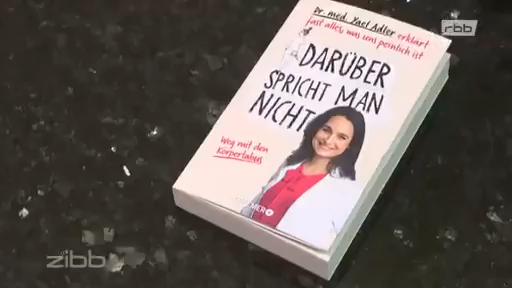 rbb
Dr. med. Yael Adler erklärt
fast alles, was uns peinlich ist
DARÜBER
SPRICHT MAN
NICHT
Weg mit den
Körpertabus
zibb